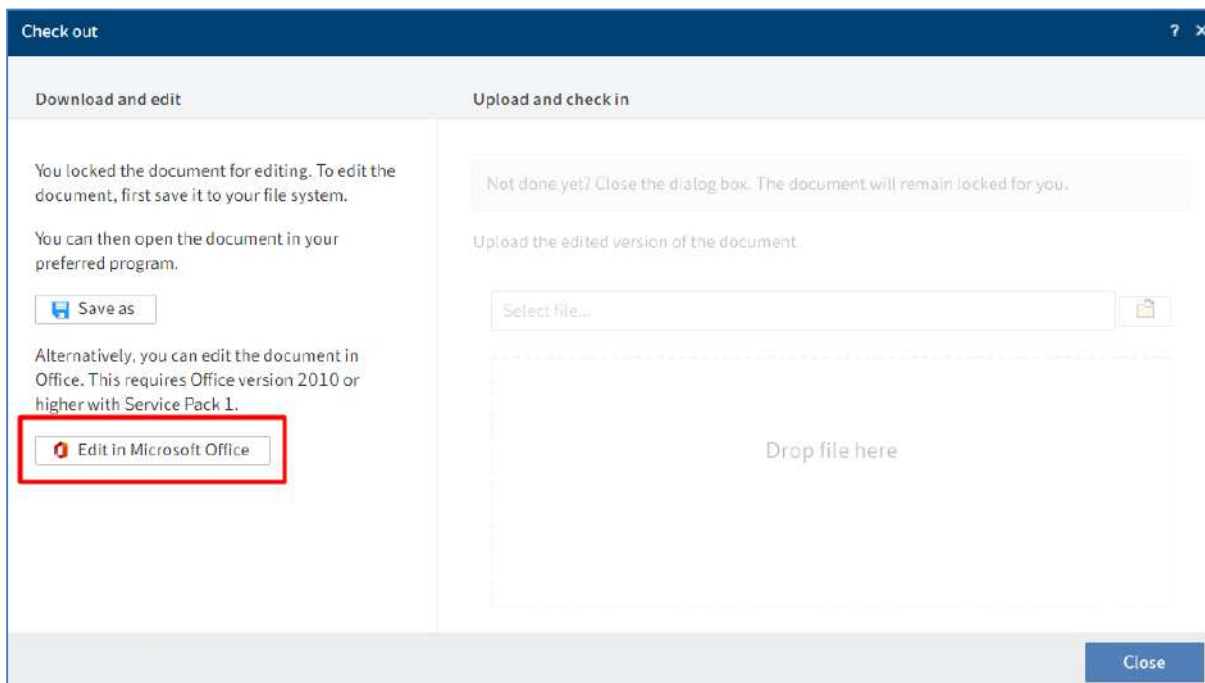 Check out
? ×
Download and edit
Upload and check in
You locked the document for editing. To edit the
document, first save it to your file system.
You can then open the document in your
preferred program.
Save as
Alternatively, you can edit the document in
Office. This requires Office version 2010 or
higher with Service Pack 1.
Edit in Microsoft Office
Not done yet? Close the dialog box. The document will remain locked for you.
Upload the edited version of the document.
Select file...
Drop file here
Close